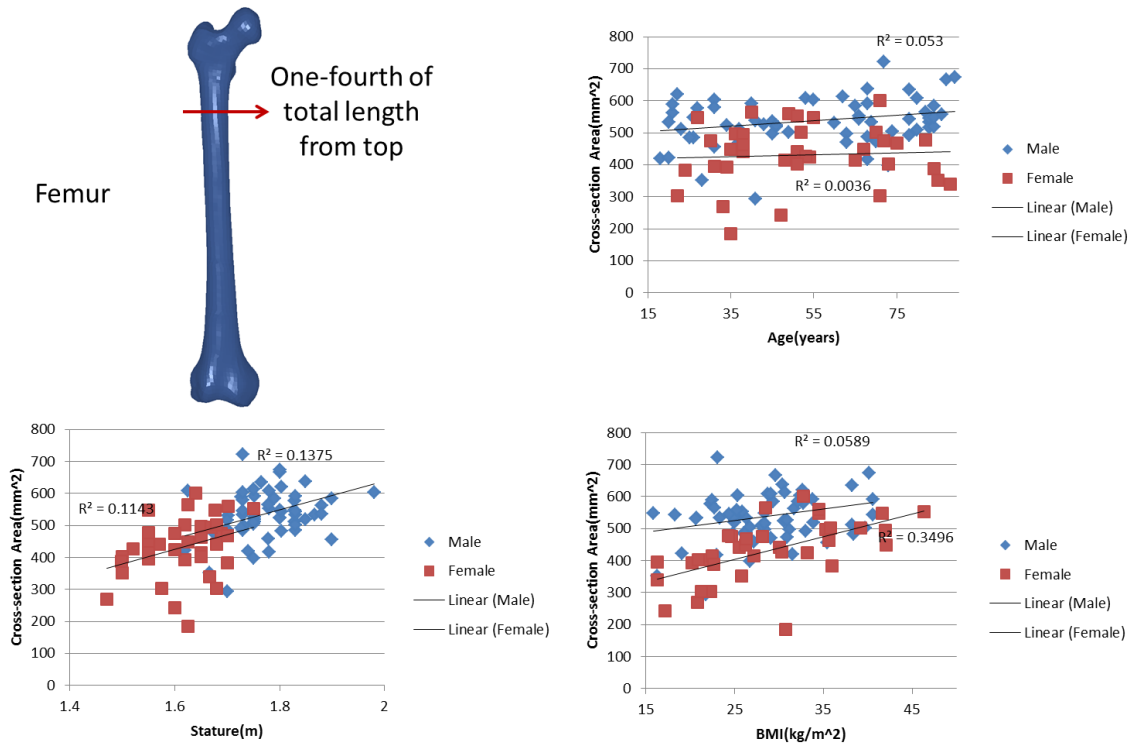 Femur
One-fourth of
total length
from top
Cross-section Area(mm^2)
800
700
600
500
400
300
200
100
0
15
35
55
75
Age(years)
R² = 0.053
R² = 0.0036
Male
Female
Linear (Male)
Linear (Female)
Cross-section Area(mm^2)
800
700
600
500
400
300
200
100
0
1.4
1.6
1.8
2
Stature(m)
R² = 0.1375
R² = 0.1143
Male
Female
Linear (Male)
Linear (Female)
Cross-section Area(mm^2)
800
700
600
500
400
300
200
100
0
15
25
35
45
BMI(kg/m^2)
R² = 0.0589
R² = 0.3496
Male
Female
Linear (Male)
Linear (Female)